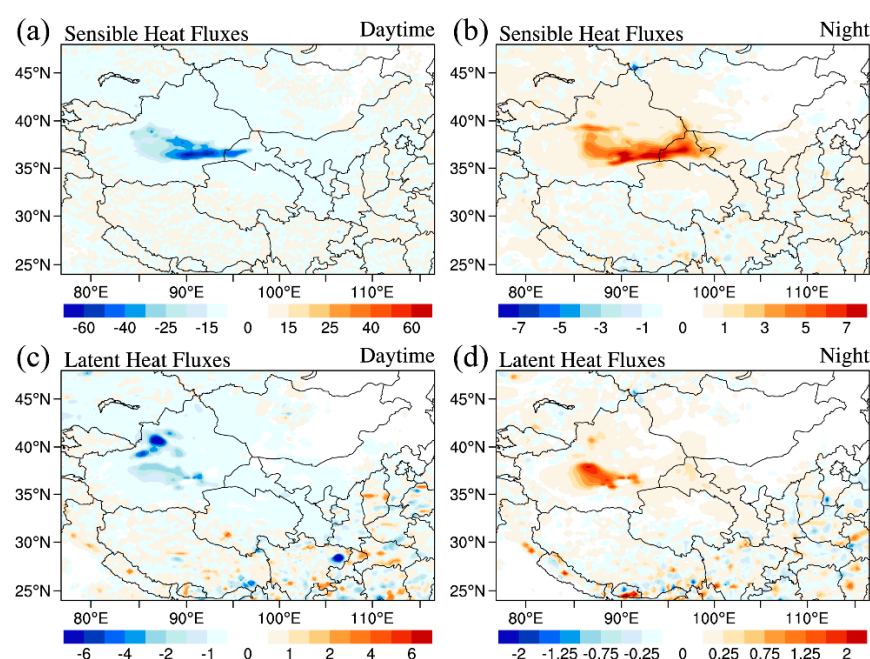 (a) Sensible Heat Fluxes Daytime
(b) Sensible Heat Fluxes Night
45°N
40°N
35°N
30°N
25°N
45°N
40°N
35°N
30°N
25°N
80°E 90°E 100°E 110°E
80°E 90°E 100°E 110°E
-60 -40 -25 -15 0 15 25 40 60
-7 -5 -3 -1 0 1 3 5 7
(c) Latent Heat Fluxes Daytime
(d) Latent Heat Fluxes Night
45°N
40°N
35°N
30°N
25°N
45°N
40°N
35°N
30°N
25°N
80°E 90°E 100°E 110°E
80°E 90°E 100°E 110°E
-6 -4 -2 -1 0 1 2 4 6
-2 -1.25 -0.75 -0.25 0 0.25 0.75 1.25 2